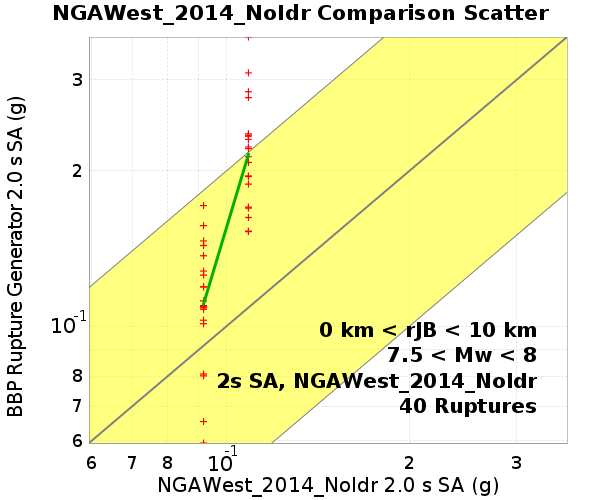 NGAWest_2014_NoIdr Comparison Scatter
BBP Rupture Generator 2.0 s SA (g)
3
2
10^-1
8
7
6
0 km < rJB < 10 km
7.5 < Mw < 8
2s SA, NGAWest_2014_NoIdr
40 Ruptures
6 7 8 10^-1 2 3
NGAWest_2014_NoIdr 2.0 s SA (g)